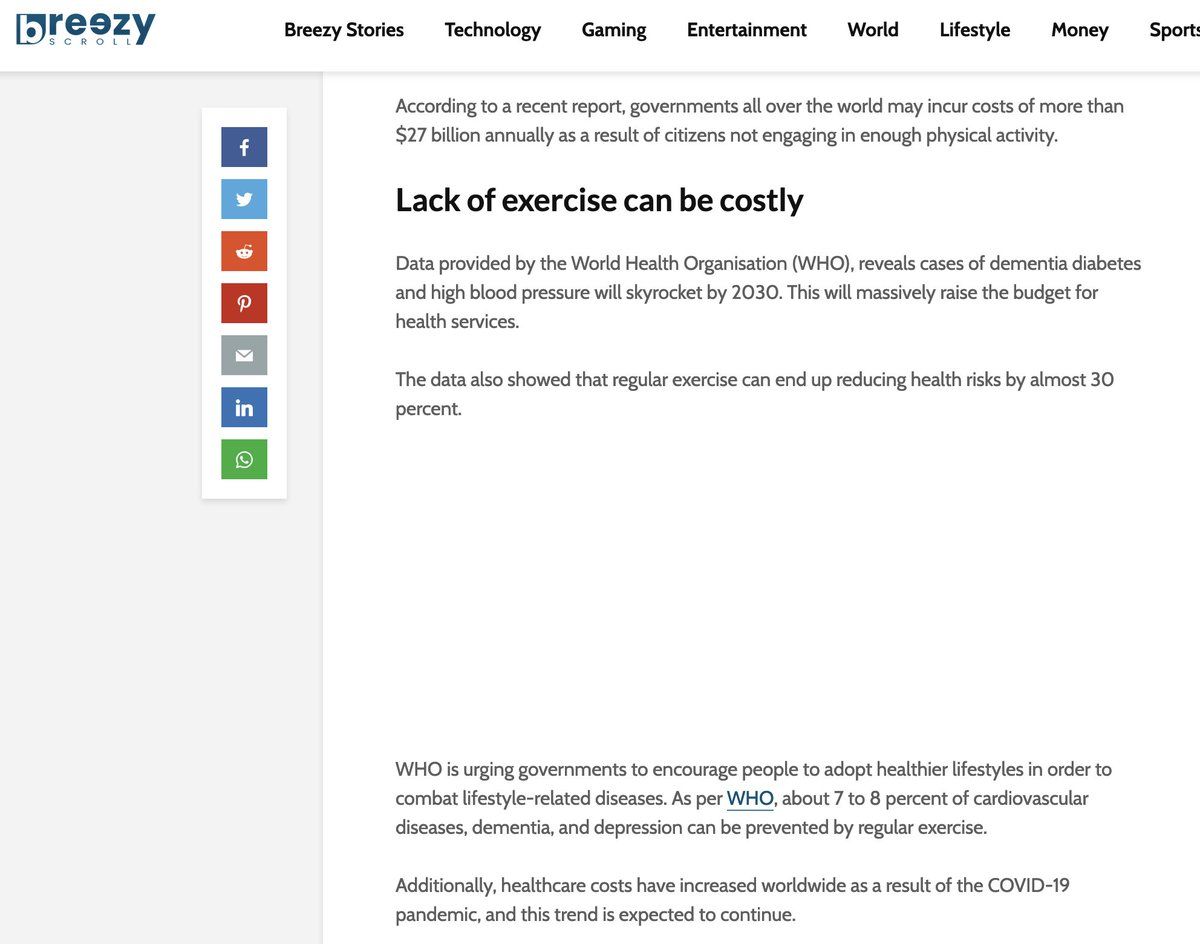 breezy
SCROLL
Breezy Stories Technology Gaming Entertainment World Lifestyle Money Sports
According to a recent report, governments all over the world may incur costs of more than
$27 billion annually as a result of citizens not engaging in enough physical activity.
Lack of exercise can be costly
Data provided by the World Health Organisation (WHO), reveals cases of dementia diabetes
and high blood pressure will skyrocket by 2030. This will massively raise the budget for
health services.
The data also showed that regular exercise can end up reducing health risks by almost 30
percent.
WHO is urging governments to encourage people to adopt healthier lifestyles in order to
combat lifestyle-related diseases. As per WHO, about 7 to 8 percent of cardiovascular
diseases, dementia, and depression can be prevented by regular exercise.
Additionally, healthcare costs have increased worldwide as a result of the COVID-19
pandemic, and this trend is expected to continue.